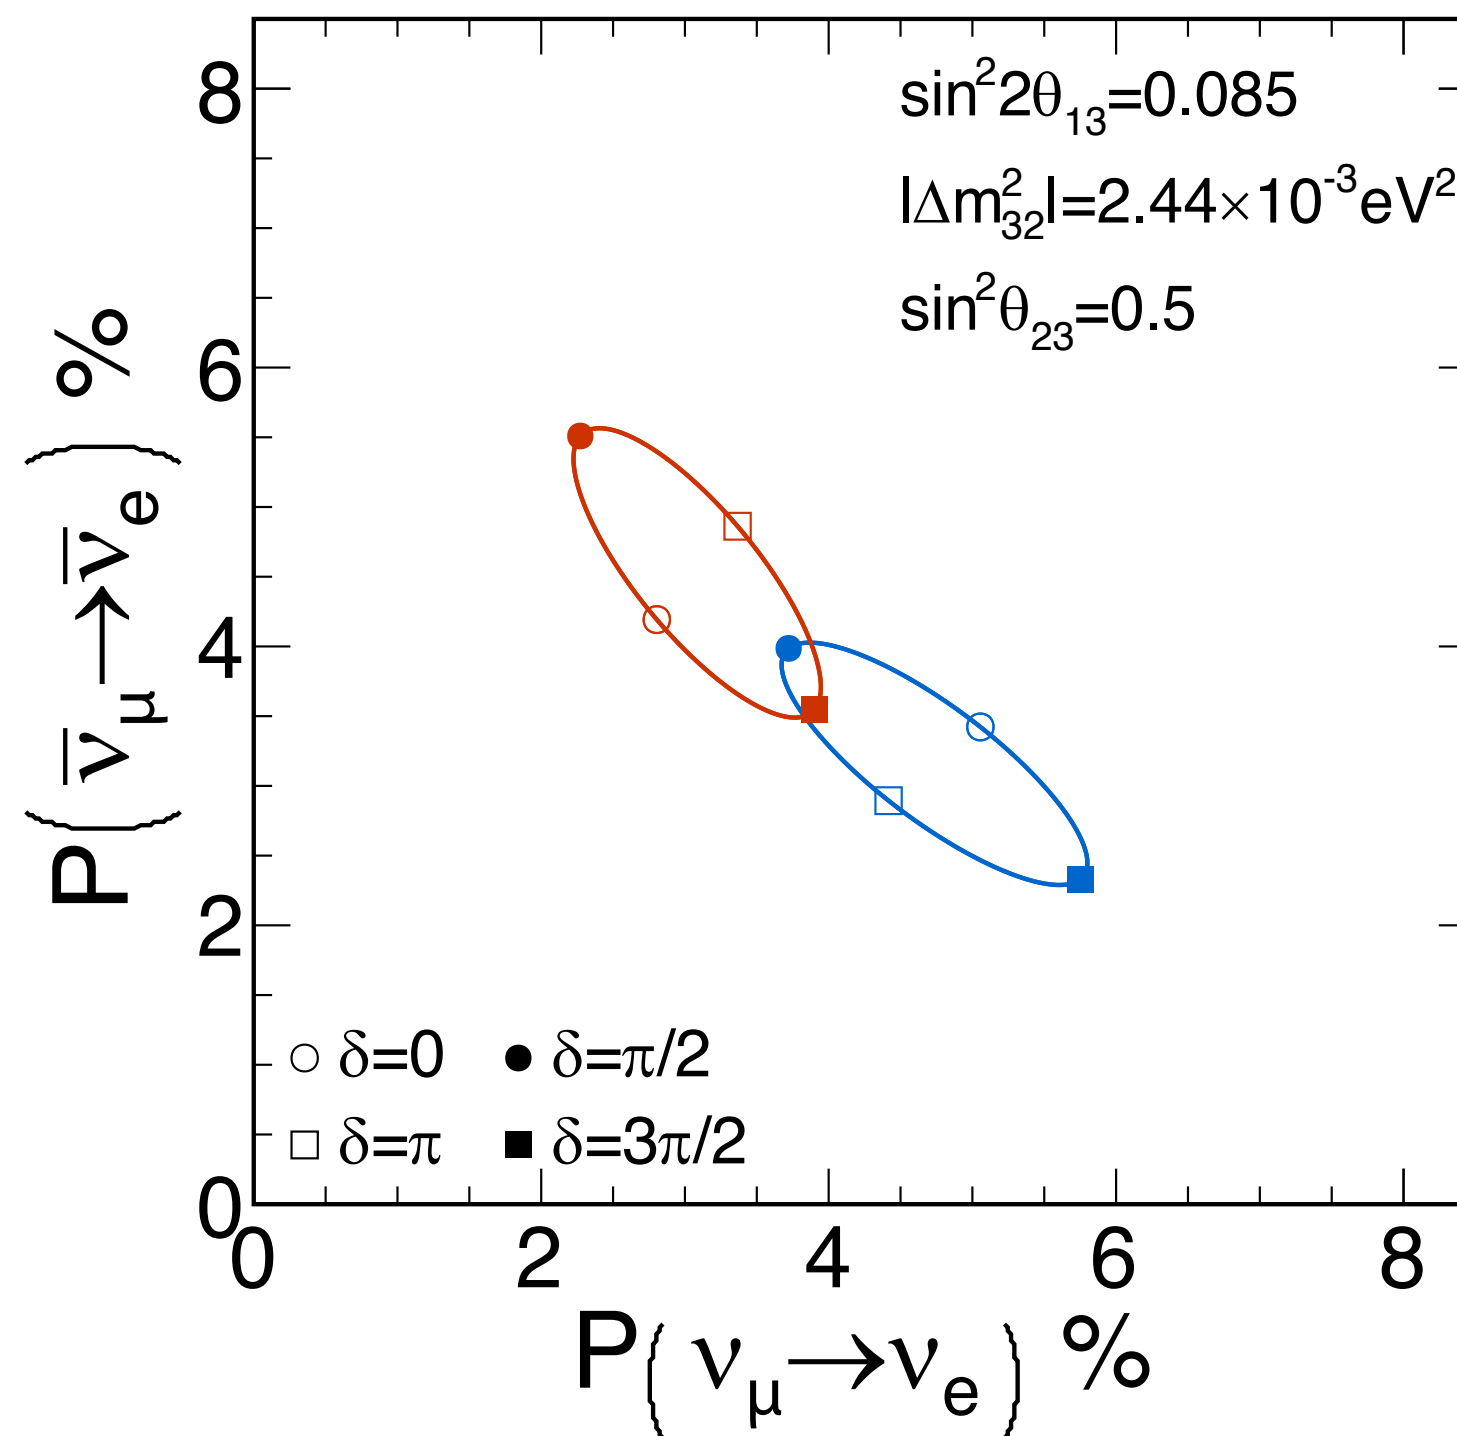 sin²2θ₁₃=0.085
|Δm²₃₂|=2.44×10⁻³eV²
sin²θ₂₃=0.5
P(ν̅μ→ν̅e) %
8
6
4
2
0
δ=0 δ=π/2
δ=π δ=3π/2
0 2 4 6 8
P(νμ→νe) %